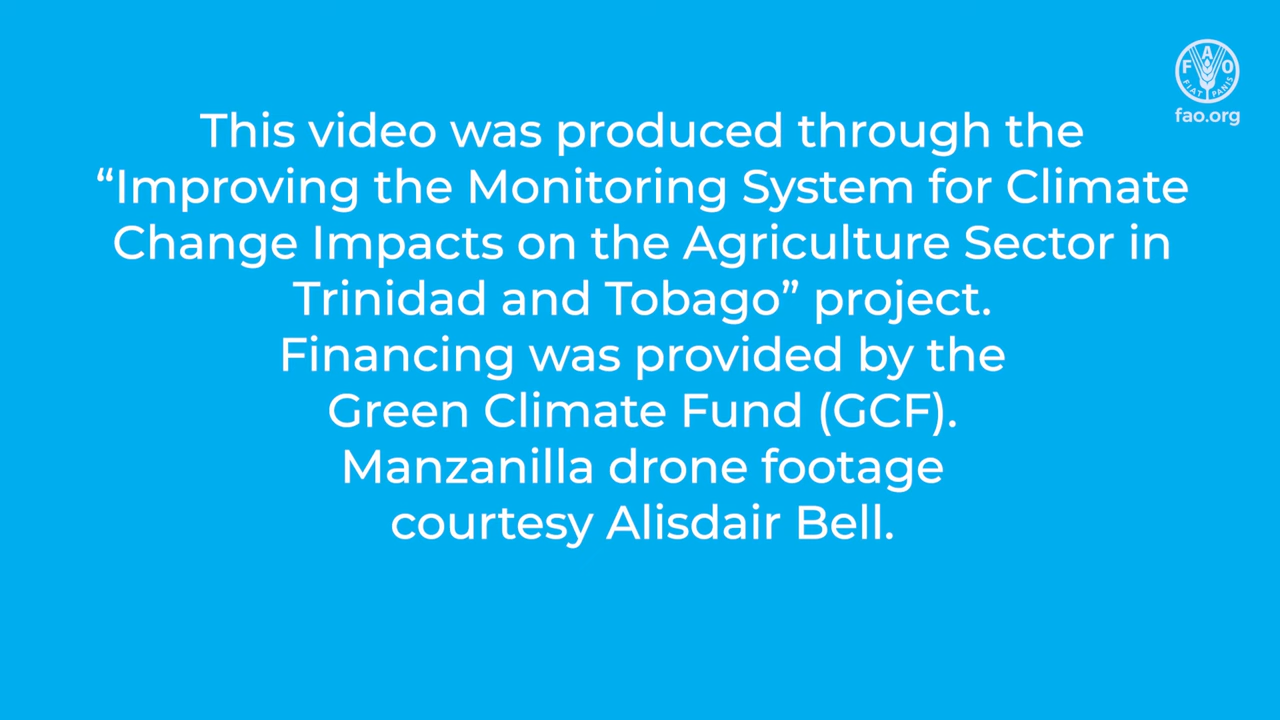 F A O
FIAT PANIS
fao.org
This video was produced through the
“Improving the Monitoring System for Climate
Change Impacts on the Agriculture Sector in
Trinidad and Tobago” project.
Financing was provided by the
Green Climate Fund (GCF).
Manzanilla drone footage
courtesy Alisdair Bell.